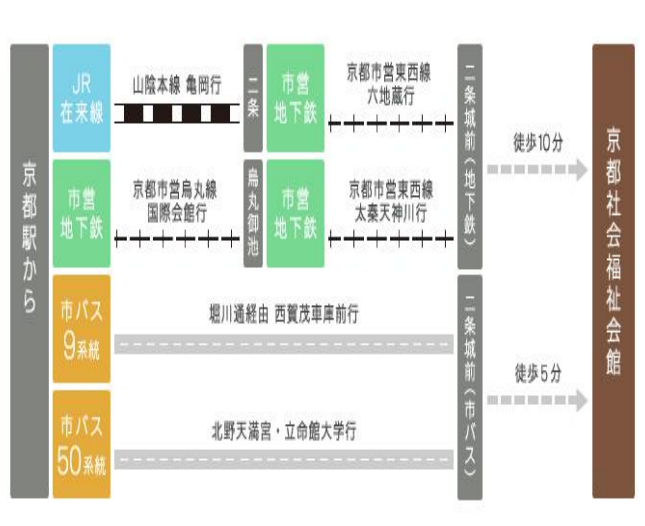 京都駅から
JR
在来線
山陰本線 亀岡行
二条
市営
地下鉄
京都市営東西線
六地蔵行
二条城前(地下鉄)
徒歩10分
京都社会福祉会館
市営
地下鉄
京都市営烏丸線
国際会館行
烏丸御池
市営
地下鉄
京都市営東西線
太秦天神川行
市バス
9系統
堀川通経由 西賀茂車庫前行
二条城前(市バス)
徒歩5分
市バス
50系統
北野天満宮・立命館大学行